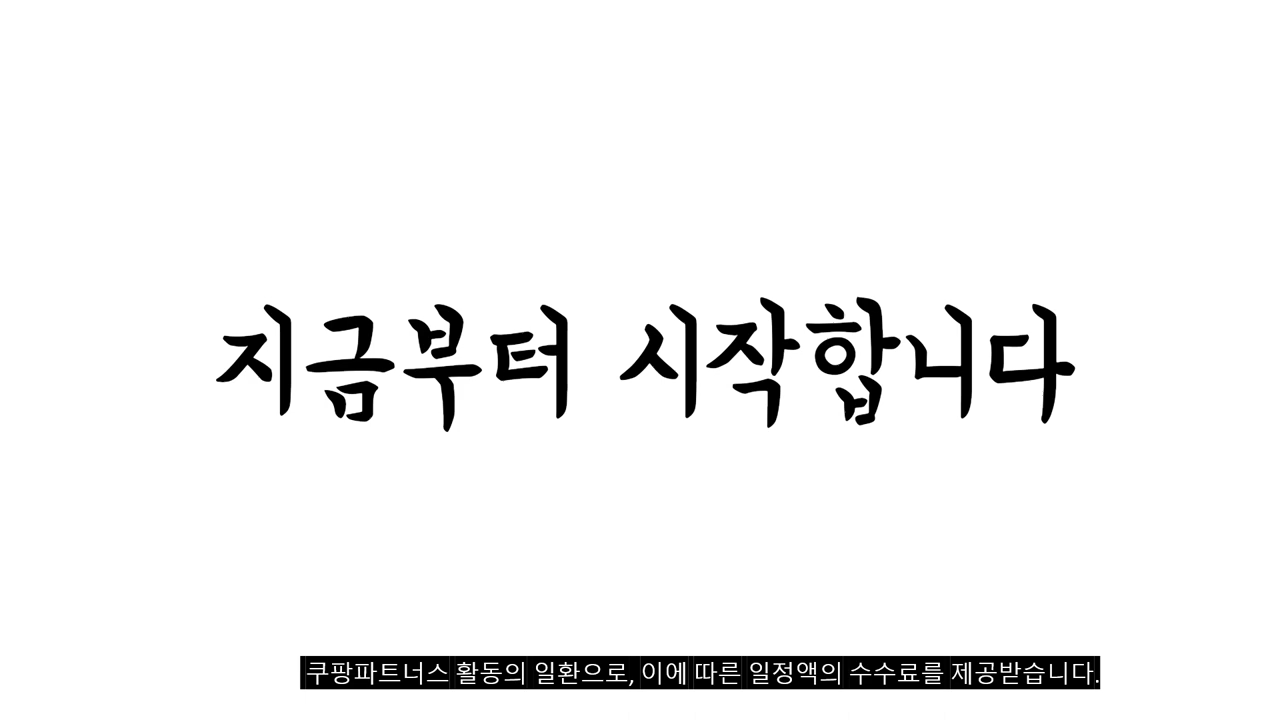 지금부터 시작합니다
쿠팡파트너스 활동의 일환으로, 이에 따른 일정액의 수수료를 제공받습니다.